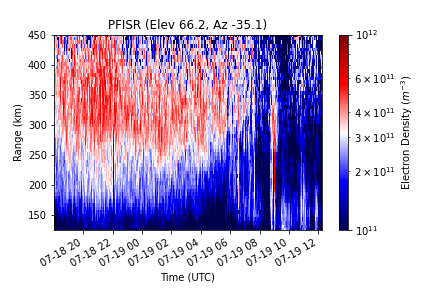 PFISR (Elev 66.2, Az -35.1)
450
400
350
300
250
200
150
Range (km)
07-18 20
07-18 22
07-19 00
07-19 02
07-19 04
07-19 06
07-19 08
07-19 10
07-19 12
Time (UTC)
10¹²
6 × 10¹¹
4 × 10¹¹
3 × 10¹¹
2 × 10¹¹
10¹¹
Electron Density (m⁻³)